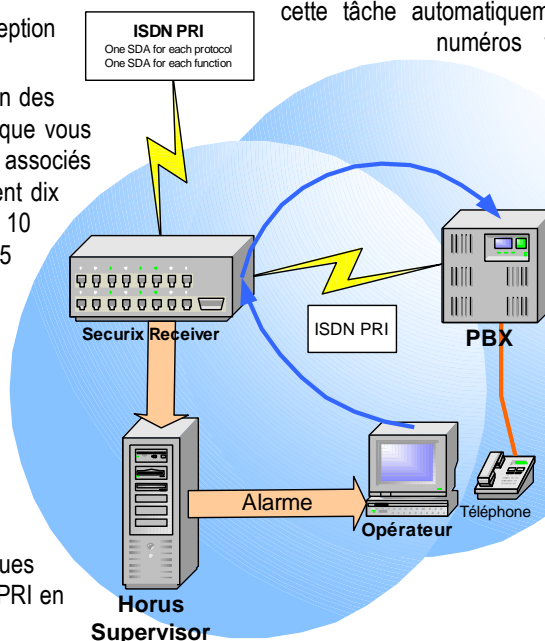 cette tâche automatiquem
numéros
eption
n des
que vous
associés
ent dix
10
5
ISDN PRI
One SDA for each protocol
One SDA for each function
Securix Receiver
ISDN PRI
PBX
Alarme
Opérateur
Téléphone
ues
PRI en
Horus
Supervisor